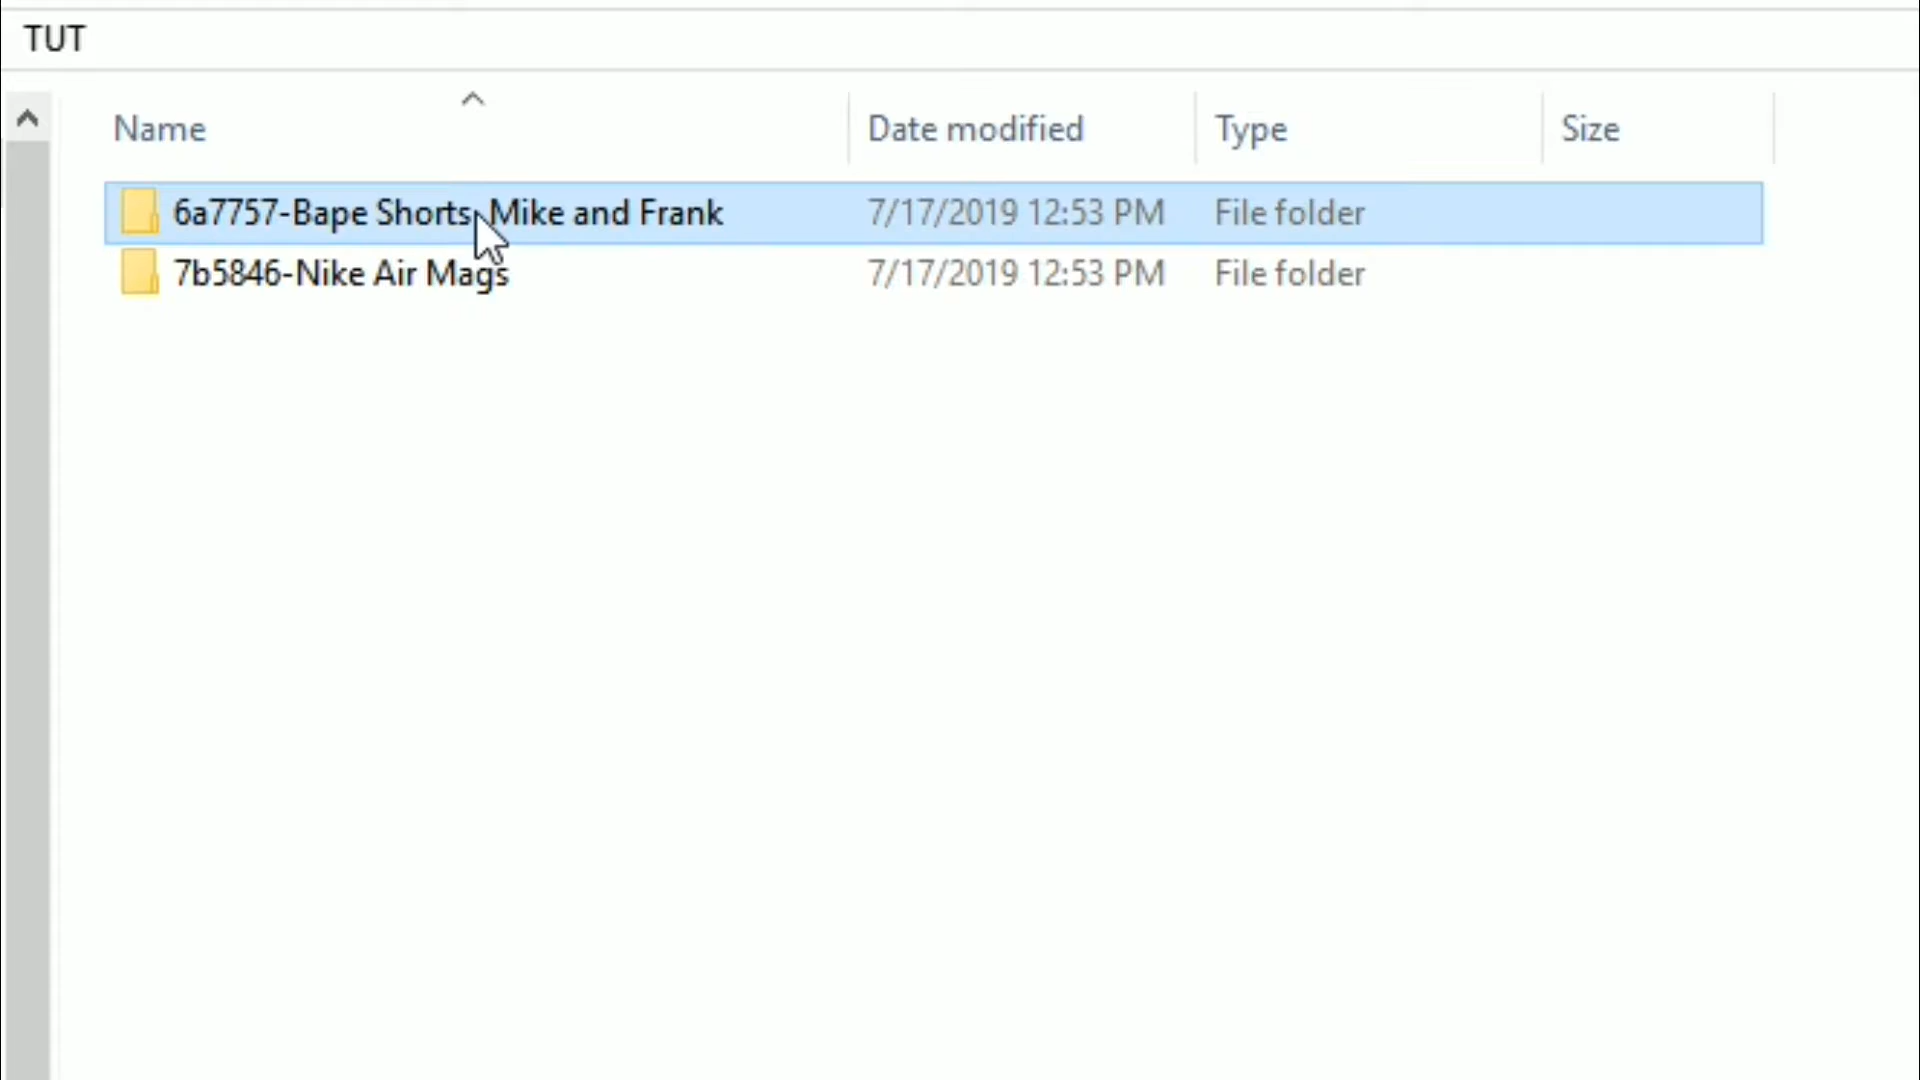 TUT
Name Date modified Type Size
6a7757-Bape Shorts Mike and Frank 7/17/2019 12:53 PM File folder
7b5846-Nike Air Mags 7/17/2019 12:53 PM File folder